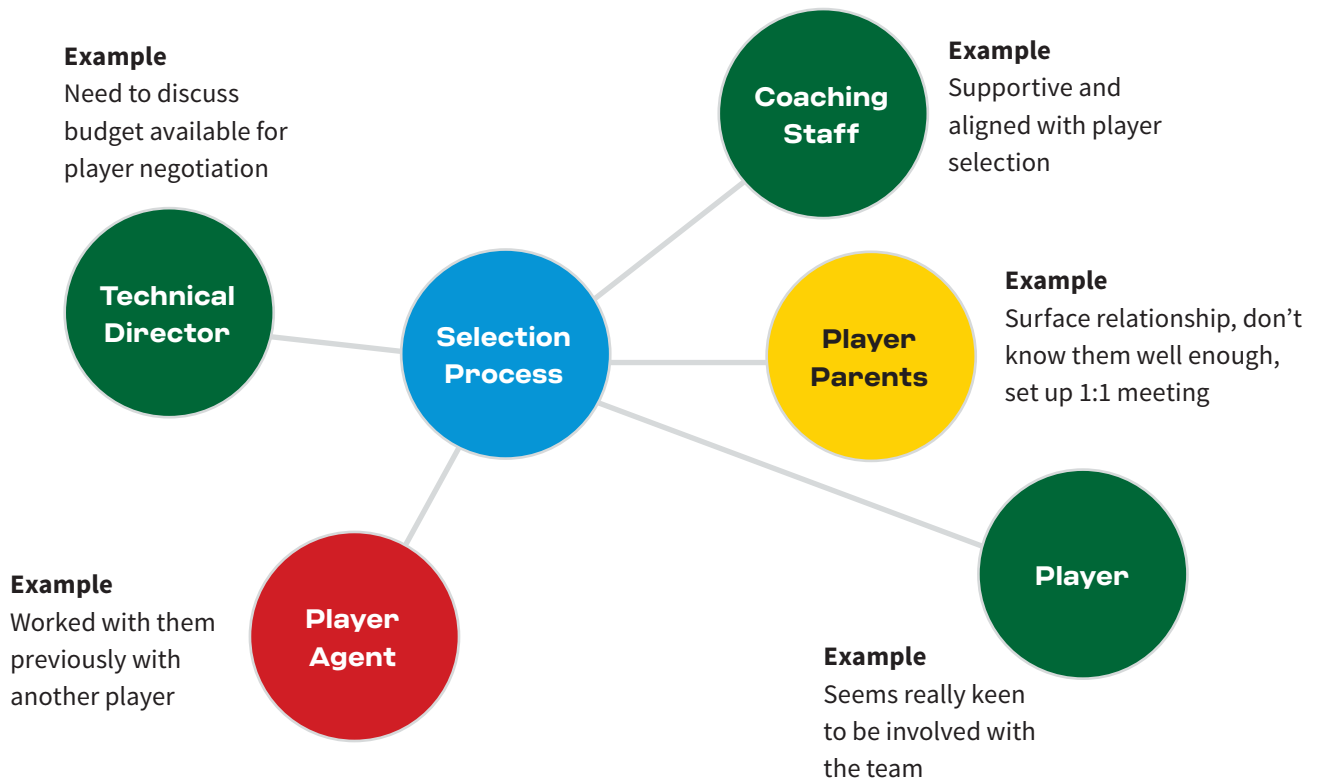 Example
Need to discuss
budget available for
player negotiation
Coaching
Staff
Example
Supportive and
aligned with player
selection
Technical
Director
Selection
Process
Player
Parents
Example
Surface relationship, don’t
know them well enough,
set up 1:1 meeting
Example
Worked with them
previously with
another player
Player
Agent
Player
Example
Seems really keen
to be involved with
the team